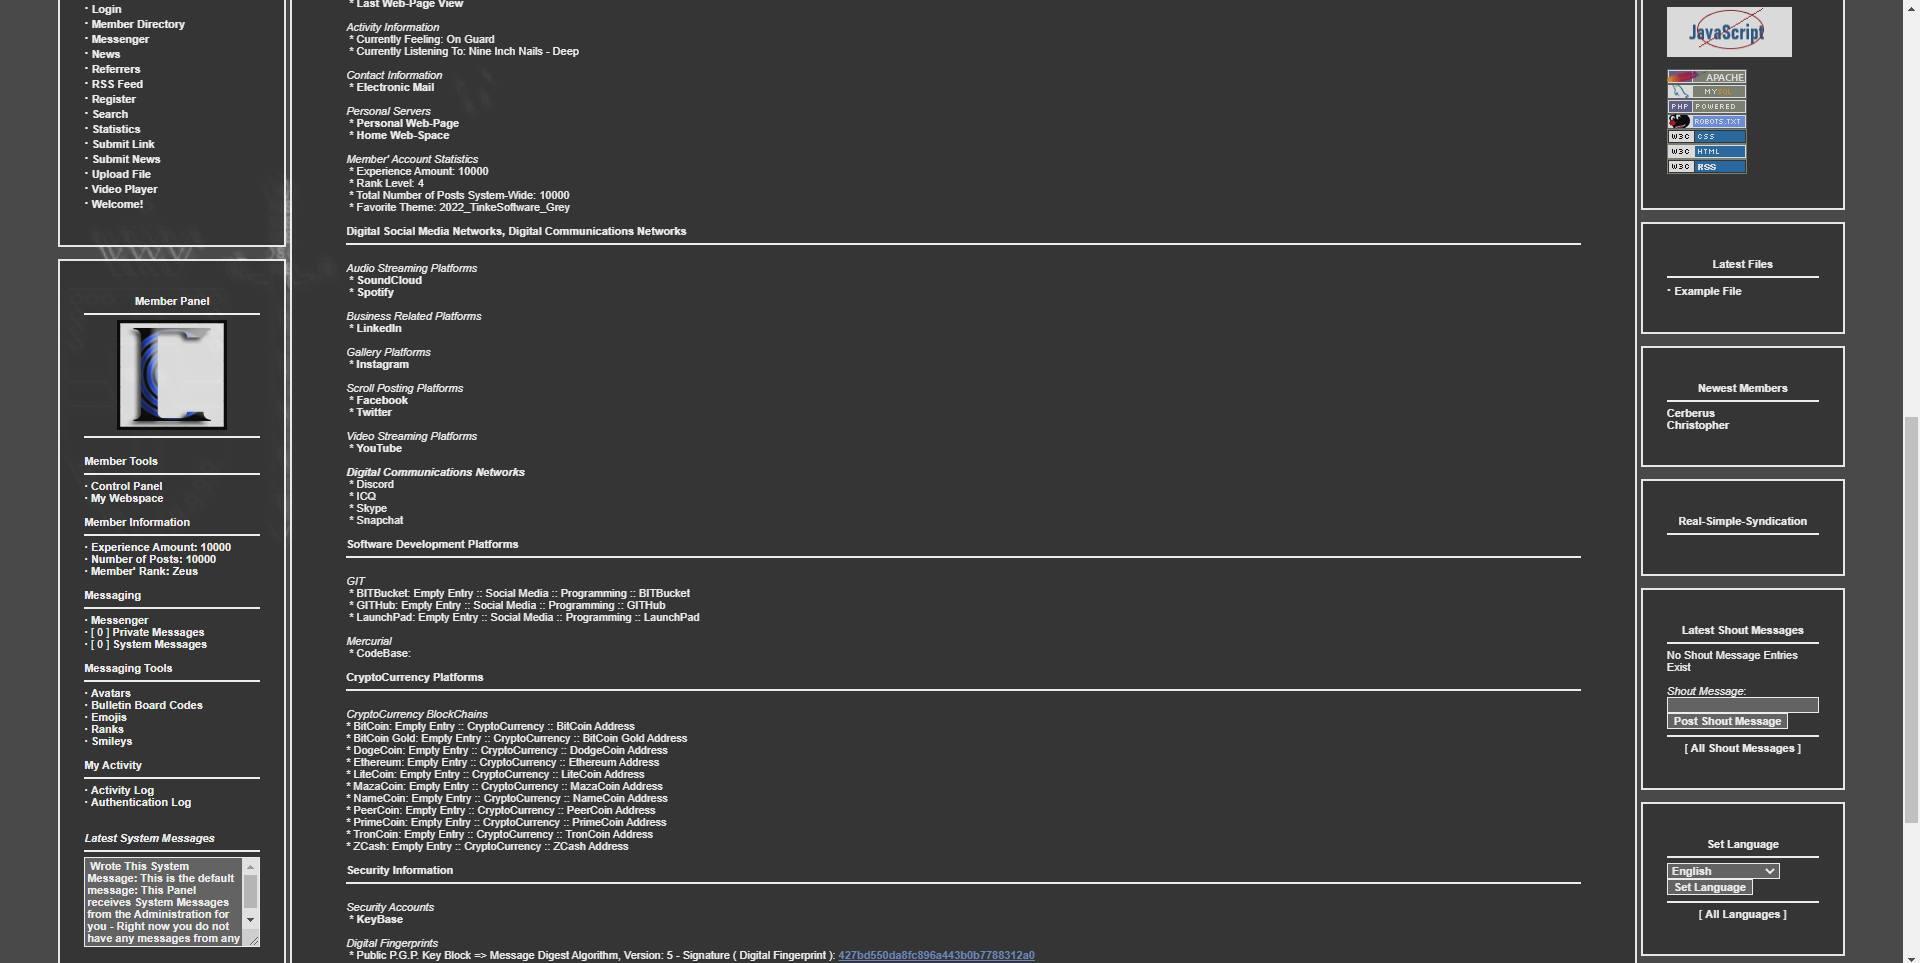 · Login
· Member Directory
· Messenger
· News
· Referrers
· RSS Feed
· Register
· Search
· Statistics
· Submit Link
· Submit News
· Upload File
· Video Player
· Welcome!
Member Panel
Member Tools
· Control Panel
· My Webspace
Member Information
· Experience Amount: 10000
· Number of Posts: 10000
· Member' Rank: Zeus
Messaging
· Messenger
· [ 0 ] Private Messages
· [ 0 ] System Messages
Messaging Tools
· Avatars
· Bulletin Board Codes
· Emojis
· Ranks
· Smileys
My Activity
· Activity Log
· Authentication Log
Latest System Messages
Wrote This System
Message: This is the default
message: This Panel
receives System Messages
from the Administration for
you - Right now you do not
have any messages from any
* Last Web-Page View
Activity Information
* Currently Feeling: On Guard
* Currently Listening To: Nine Inch Nails - Deep
Contact Information
* Electronic Mail
Personal Servers
* Personal Web-Page
* Home Web-Space
Member' Account Statistics
* Experience Amount: 10000
* Rank Level: 4
* Total Number of Posts System-Wide: 10000
* Favorite Theme: 2022_TinkeSoftware_Grey
Digital Social Media Networks, Digital Communications Networks
Audio Streaming Platforms
* SoundCloud
* Spotify
Business Related Platforms
* LinkedIn
Gallery Platforms
* Instagram
Scroll Posting Platforms
* Facebook
* Twitter
Video Streaming Platforms
* YouTube
Digital Communications Networks
* Discord
* ICQ
* Skype
* Snapchat
Software Development Platforms
GIT
* BITBucket: Empty Entry :: Social Media :: Programming :: BITBucket
* GITHub: Empty Entry :: Social Media :: Programming :: GITHub
* LaunchPad: Empty Entry :: Social Media :: Programming :: LaunchPad
Mercurial
* CodeBase:
CryptoCurrency Platforms
CryptoCurrency BlockChains
* BitCoin: Empty Entry :: CryptoCurrency :: BitCoin Address
* BitCoin Gold: Empty Entry :: CryptoCurrency :: BitCoin Gold Address
* DogeCoin: Empty Entry :: CryptoCurrency :: DodgeCoin Address
* Ethereum: Empty Entry :: CryptoCurrency :: Ethereum Address
* LiteCoin: Empty Entry :: CryptoCurrency :: LiteCoin Address
* MazaCoin: Empty Entry :: CryptoCurrency :: MazaCoin Address
* NameCoin: Empty Entry :: CryptoCurrency :: NameCoin Address
* PeerCoin: Empty Entry :: CryptoCurrency :: PeerCoin Address
* PrimeCoin: Empty Entry :: CryptoCurrency :: PrimeCoin Address
* TronCoin: Empty Entry :: CryptoCurrency :: TronCoin Address
* ZCash: Empty Entry :: CryptoCurrency :: ZCash Address
Security Information
Security Accounts
* KeyBase
Digital Fingerprints
* Public P.G.P. Key Block => Message Digest Algorithm, Version: 5 - Signature ( Digital Fingerprint ): 427bd550da8fc896a443b0b7788312a0
JavaScript
APACHE
MYSQL
PHP POWERED
ROBOTS.TXT
W3C CSS
W3C HTML
W3C RSS
Latest Files
· Example File
Newest Members
Cerberus
Christopher
Real-Simple-Syndication
Latest Shout Messages
No Shout Message Entries
Exist
Shout Message:
Post Shout Message
[ All Shout Messages ]
Set Language
English
Set Language
[ All Languages ]